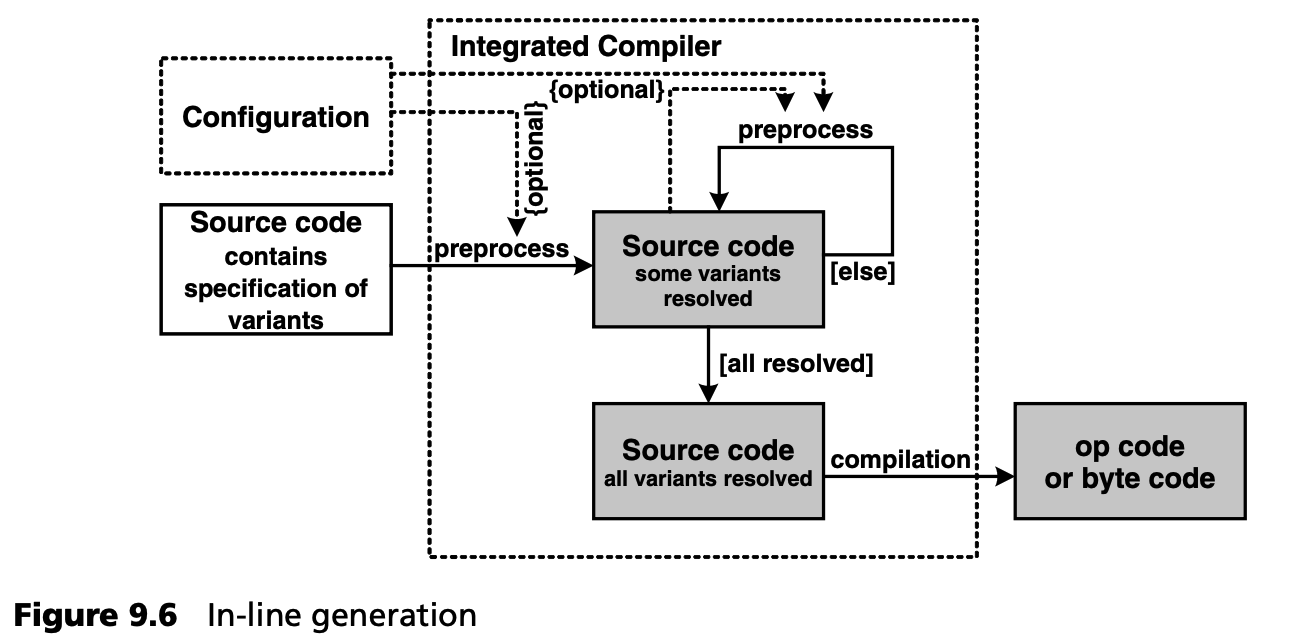 Integrated Compiler
Configuration
{optional}
{optional}
preprocess
Source code
contains
specification of
variants
preprocess
Source code
some variants
resolved
[else]
[all resolved]
Source code
all variants resolved
compilation
op code
or byte code
Figure 9.6 In-line generation